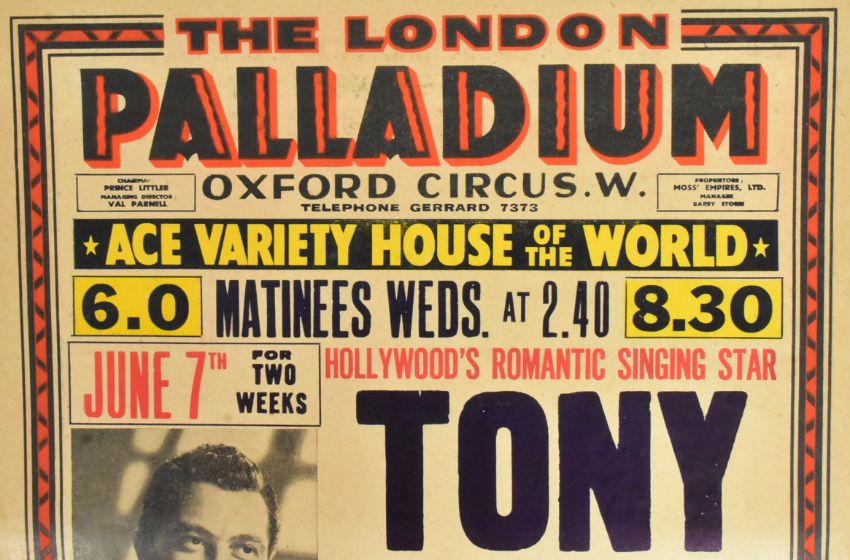 THE LONDON
PALLADIUM
CHAIRMAN:
PRINCE LITTLER
MANAGING DIRECTOR:
VAL PARNELL
OXFORD CIRCUS.W.
TELEPHONE GERRARD 7373
PROPRIETORS:
MOSS' EMPIRES, LTD.
MANAGER
BARRY STORRI
★ ACE VARIETY HOUSE OF THE WORLD ★
6.0 MATINEES WEDS. AT 2.40 8.30
JUNE 7TH FOR TWO WEEKS
HOLLYWOOD'S ROMANTIC SINGING STAR
TONY